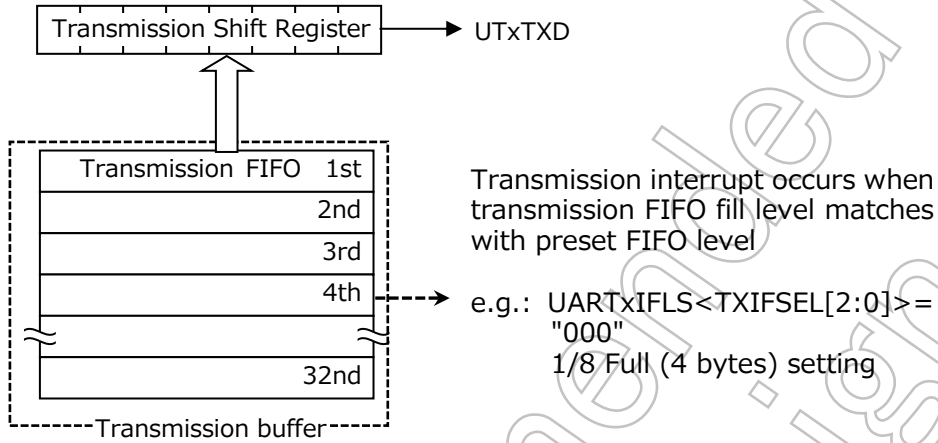 Transmission Shift Register
UTxTXD
Transmission FIFO 1st
2nd
3rd
4th
32nd
Transmission buffer
Transmission interrupt occurs when
transmission FIFO fill level matches
with preset FIFO level
e.g.: UARTxIFLS<TXIFSEL[2:0]>=
"000"
1/8 Full (4 bytes) setting